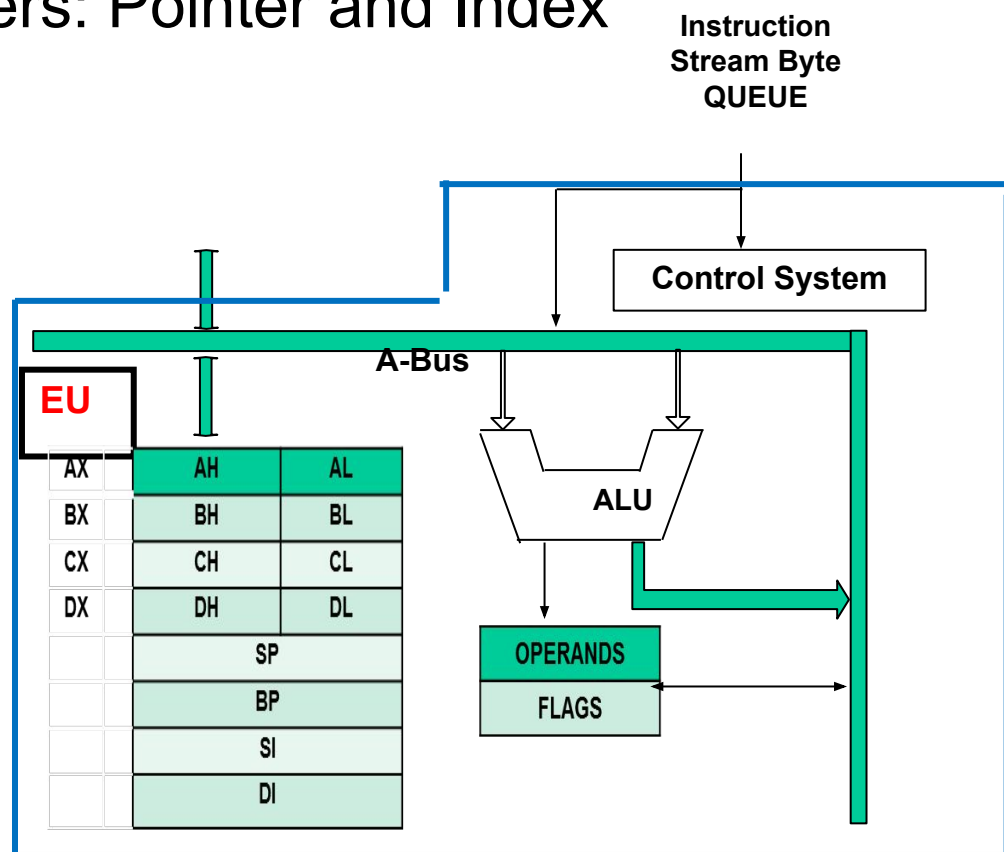 ers: Pointer and Index
Instruction
Stream Byte
QUEUE
Control System
A-Bus
EU
AX AH AL
BX BH BL
CX CH CL
DX DH DL
SP
BP
SI
DI
ALU
OPERANDS
FLAGS